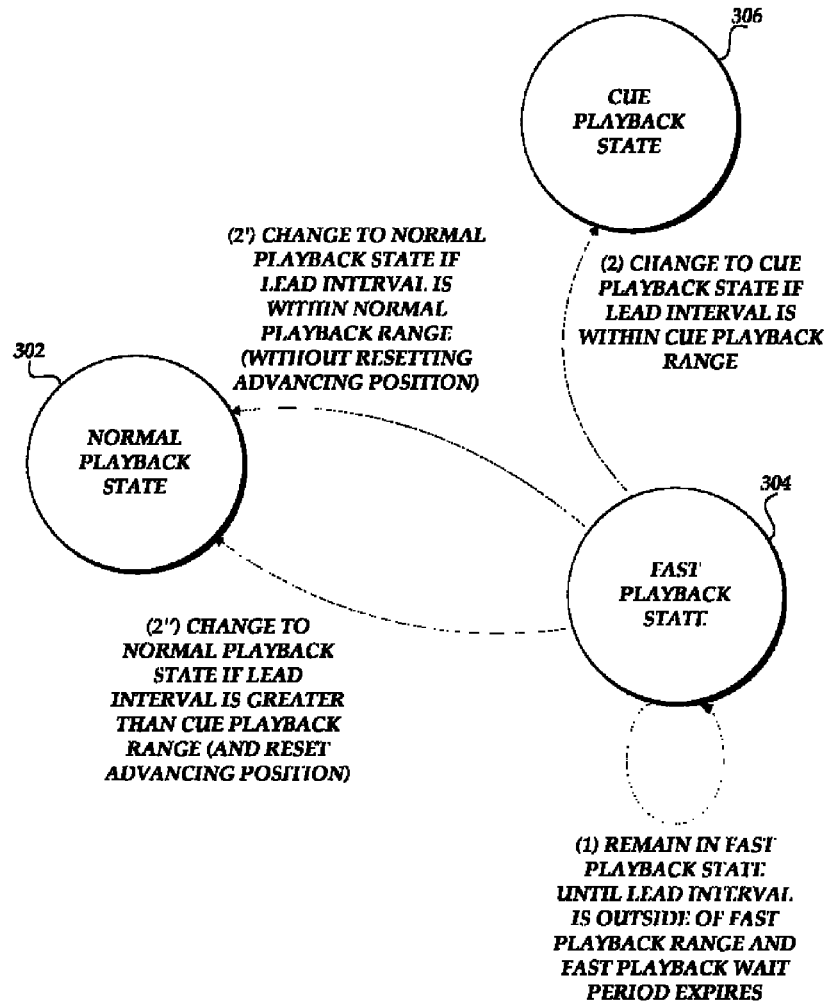 306
CUE
PLAYBACK
STATE
(2') CHANGE TO NORMAL
PLAYBACK STATE IF
LEAD INTERVAL IS
WITHIN NORMAL
PLAYBACK RANGE
(WITHOUT RESETTING
ADVANCING POSITION)
(2) CHANGE TO CUE
PLAYBACK STATE IF
LEAD INTERVAL IS
WITHIN CUE PLAYBACK
RANGE
302
NORMAL
PLAYBACK
STATE
304
FAST
PLAYBACK
STATE
(2'') CHANGE TO
NORMAL PLAYBACK
STATE IF LEAD
INTERVAL IS GREATER
THAN CUE PLAYBACK
RANGE (AND RESET
ADVANCING POSITION)
(1) REMAIN IN FAST
PLAYBACK STATE
UNTIL LEAD INTERVAL
IS OUTSIDE OF FAST
PLAYBACK RANGE AND
FAST PLAYBACK WAIT
PERIOD EXPIRES